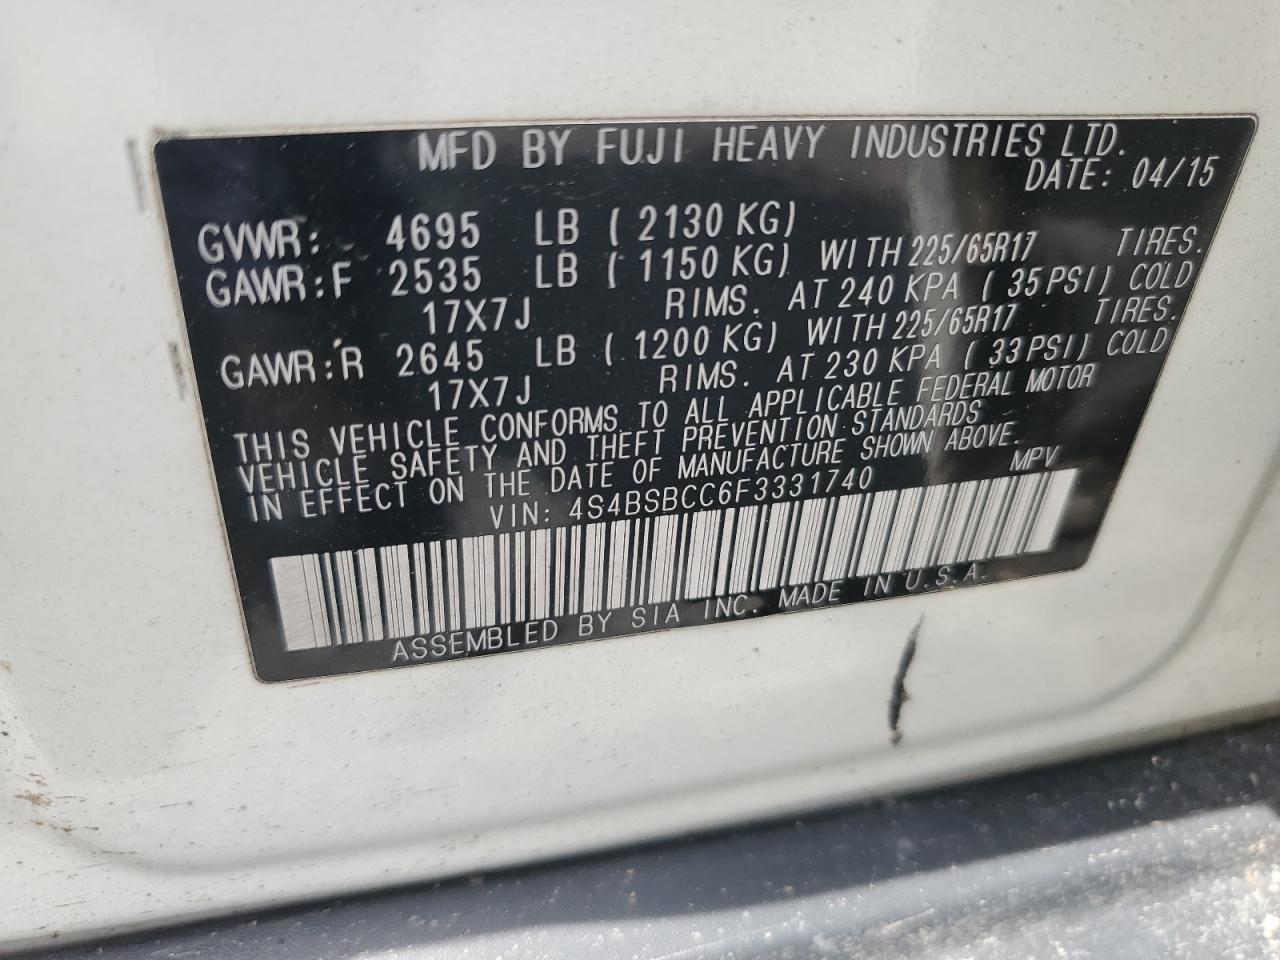 MFD BY FUJI HEAVY INDUSTRIES LTD.
DATE: 04/15
GVWR: 4695 LB ( 2130 KG)
GAWR:F 2535 LB ( 1150 KG) WITH 225/65R17 TIRES.
17X7J RIMS. AT 240 KPA ( 35 PSI) COLD
GAWR:R 2645 LB ( 1200 KG) WITH 225/65R17 TIRES.
17X7J RIMS. AT 230 KPA ( 33 PSI) COLD
THIS VEHICLE CONFORMS TO ALL APPLICABLE FEDERAL MOTOR
VEHICLE SAFETY AND THEFT PREVENTION STANDARDS
IN EFFECT ON THE DATE OF MANUFACTURE SHOWN ABOVE.
VIN: 4S4BSBCC6F3331740 MPV
ASSEMBLED BY SIA INC. MADE IN U.S.A.